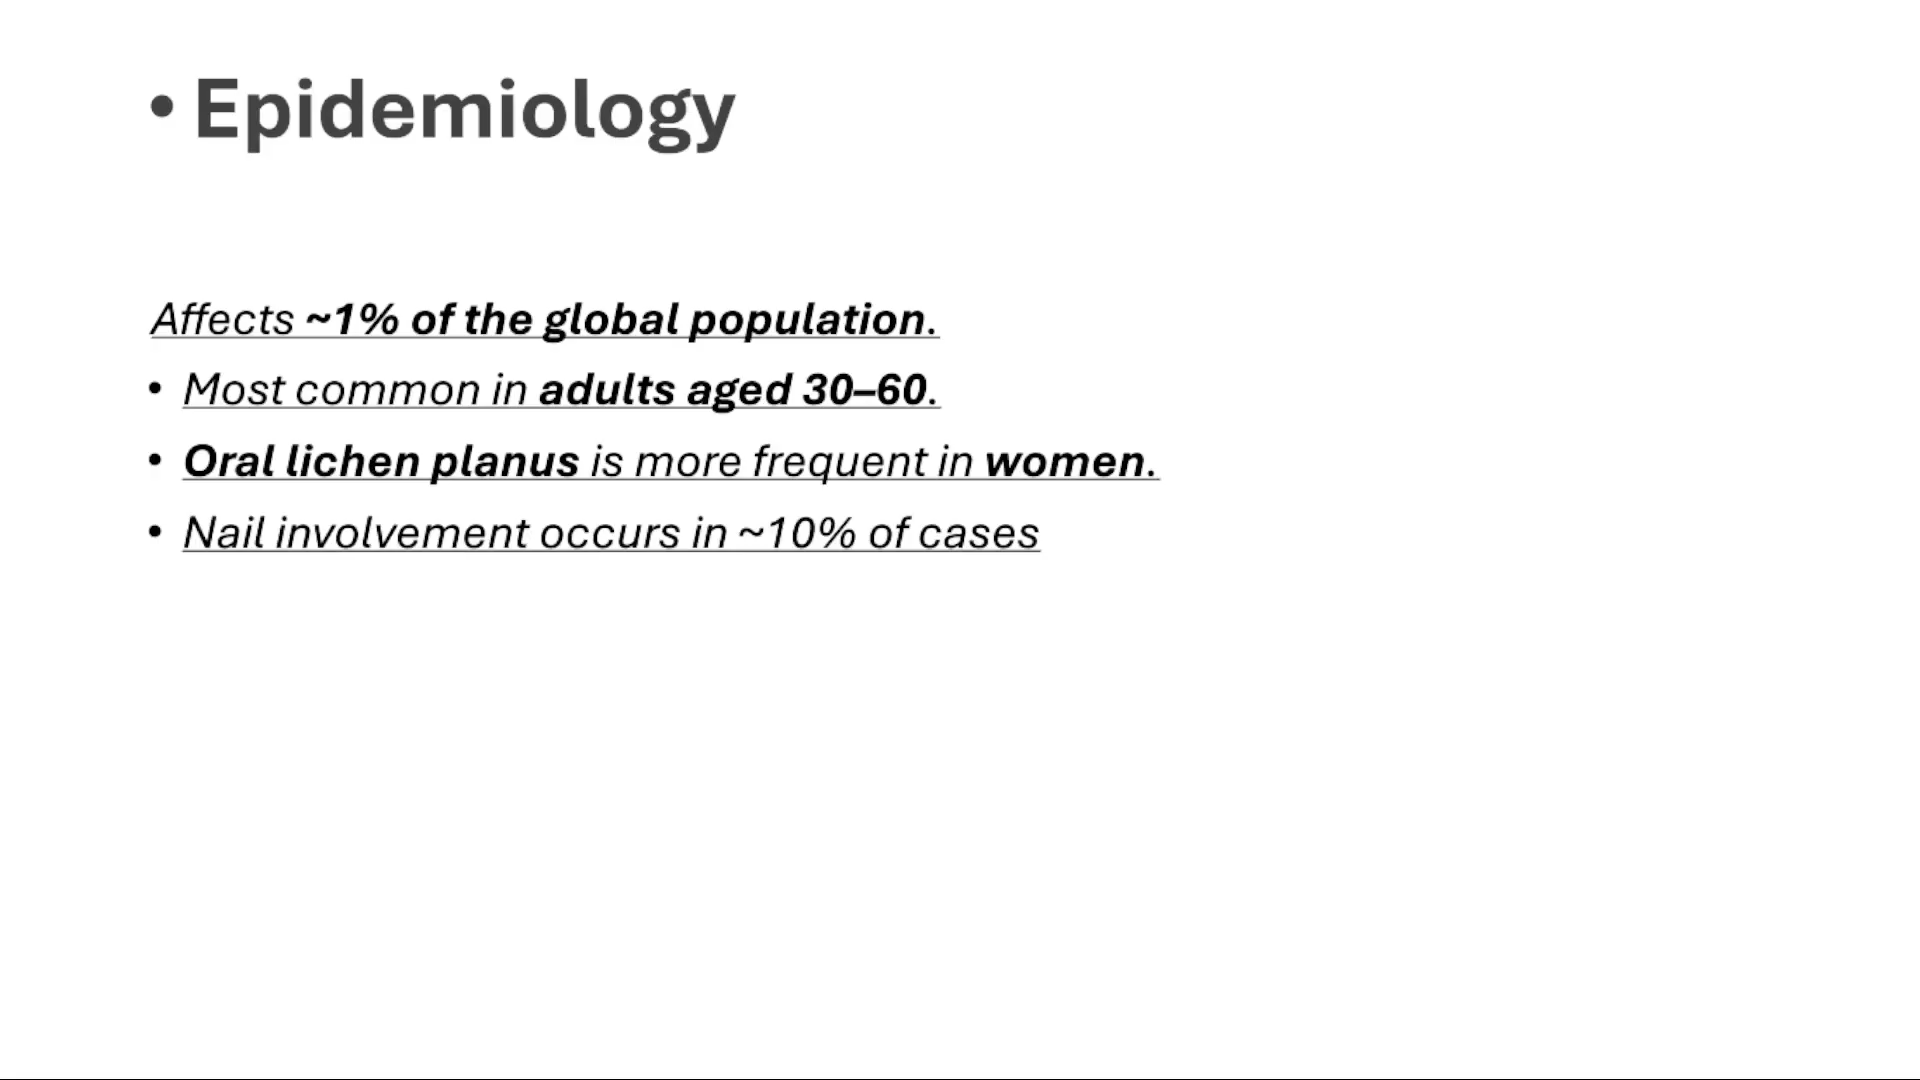 • Epidemiology
Affects ~1% of the global population.
• Most common in adults aged 30–60.
• Oral lichen planus is more frequent in women.
• Nail involvement occurs in ~10% of cases